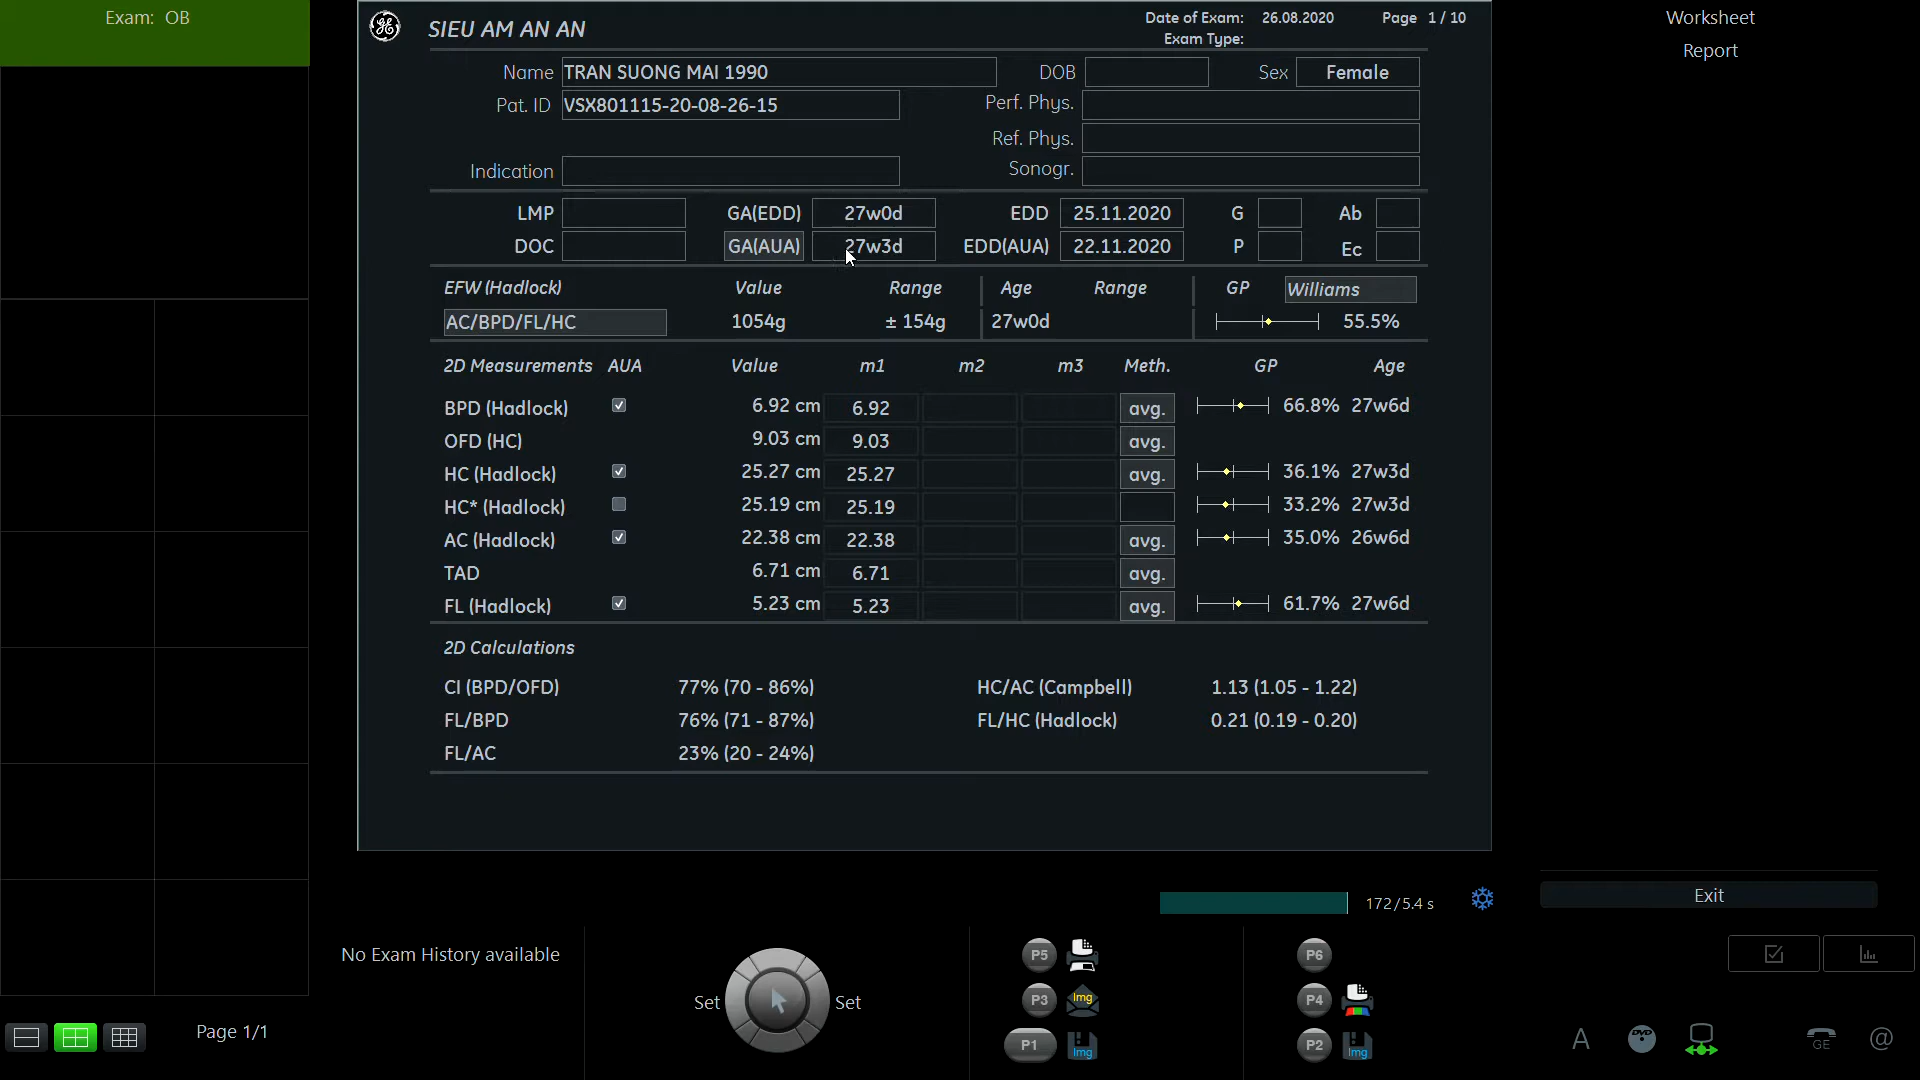 Exam: OB
SIEU AM AN AN
Date of Exam: 26.08.2020 Page 1 / 10
Exam Type:
Worksheet
Report
Name TRAN SUONG MAI 1990 DOB Sex Female
Pat. ID VSX801115-20-08-26-15 Perf. Phys.
Ref. Phys.
Indication Sonogr.
LMP GA(EDD) 27w0d EDD 25.11.2020 G Ab
DOC GA(AUA) 27w3d EDD(AUA) 22.11.2020 P Ec
EFW (Hadlock) Value Range Age Range GP Williams
AC/BPD/FL/HC 1054g ± 154g 27w0d 55.5%
2D Measurements AUA Value m1 m2 m3 Meth. GP Age
BPD (Hadlock) 6.92 cm 6.92 avg. 66.8% 27w6d
OFD (HC) 9.03 cm 9.03 avg.
HC (Hadlock) 25.27 cm 25.27 avg. 36.1% 27w3d
HC* (Hadlock) 25.19 cm 25.19 33.2% 27w3d
AC (Hadlock) 22.38 cm 22.38 avg. 35.0% 26w6d
TAD 6.71 cm 6.71 avg.
FL (Hadlock) 5.23 cm 5.23 avg. 61.7% 27w6d
2D Calculations
CI (BPD/OFD) 77% (70 - 86%) HC/AC (Campbell) 1.13 (1.05 - 1.22)
FL/BPD 76% (71 - 87%) FL/HC (Hadlock) 0.21 (0.19 - 0.20)
FL/AC 23% (20 - 24%)
172/5.4 s
Exit
No Exam History available
Set Set
P5 P6
P3 Img P4
P1 Img P2 Img
Page 1/1
A DVD GE @